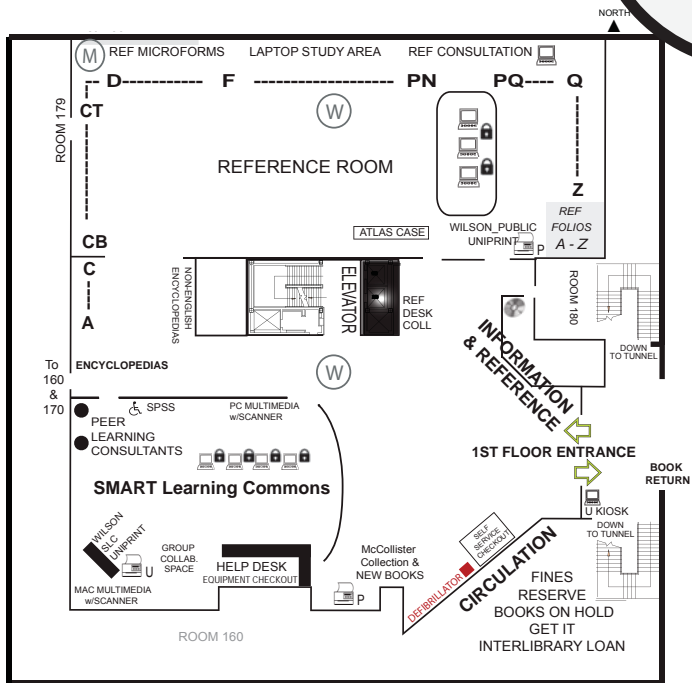 NORTH
M REF MICROFORMS LAPTOP STUDY AREA REF CONSULTATION
D F PN PQ Q
CT
ROOM 179
W
REFERENCE ROOM
Z
REF
FOLIOS
A - Z
ATLAS CASE
WILSON_PUBLIC
UNIPRINT
P
CB
C
A
NON-ENGLISH
ENCYCLOPEDIAS
ELEVATOR
REF
DESK
COLL
ROOM 180
INFORMATION
& REFERENCE
DOWN
TO TUNNEL
To
160
&
170
ENCYCLOPEDIAS
W
SPSS
PC MULTIMEDIA
w/SCANNER
PEER
LEARNING
CONSULTANTS
1ST FLOOR ENTRANCE
BOOK
RETURN
SMART Learning Commons
U KIOSK
DOWN
TO TUNNEL
WILSON
SLC
UNIPRINT
U
MAC MULTIMEDIA
w/SCANNER
GROUP
COLLAB.
SPACE
HELP DESK
EQUIPMENT CHECKOUT
McCollister
Collection &
NEW BOOKS
P
SELF
SERVICE
CHECKOUT
DEFIBRILLATOR
CIRCULATION
FINES
RESERVE
BOOKS ON HOLD
GET IT
INTERLIBRARY LOAN
ROOM 160